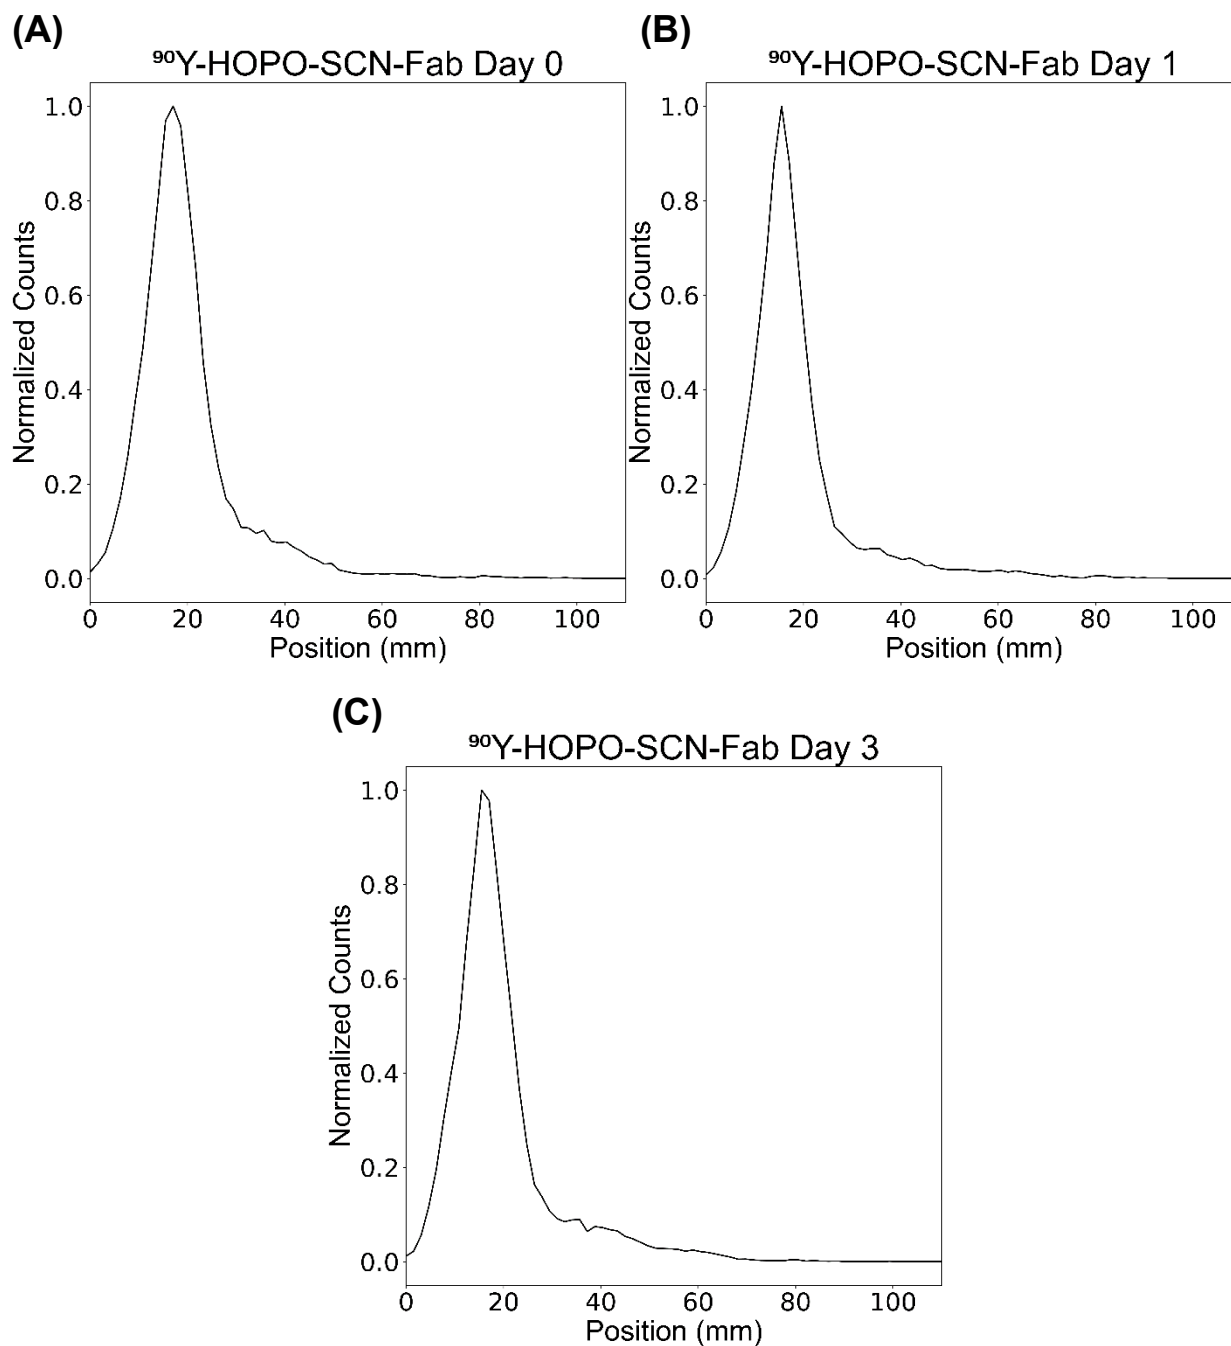 (A)
⁹⁰Y-HOPO-SCN-Fab Day 0
1.0
0.8
0.6
0.4
0.2
0.0
Normalized Counts
0 20 40 60 80 100
Position (mm)
(B)
⁹⁰Y-HOPO-SCN-Fab Day 1
1.0
0.8
0.6
0.4
0.2
0.0
Normalized Counts
0 20 40 60 80 100
Position (mm)
(C)
⁹⁰Y-HOPO-SCN-Fab Day 3
1.0
0.8
0.6
0.4
0.2
0.0
Normalized Counts
0 20 40 60 80 100
Position (mm)